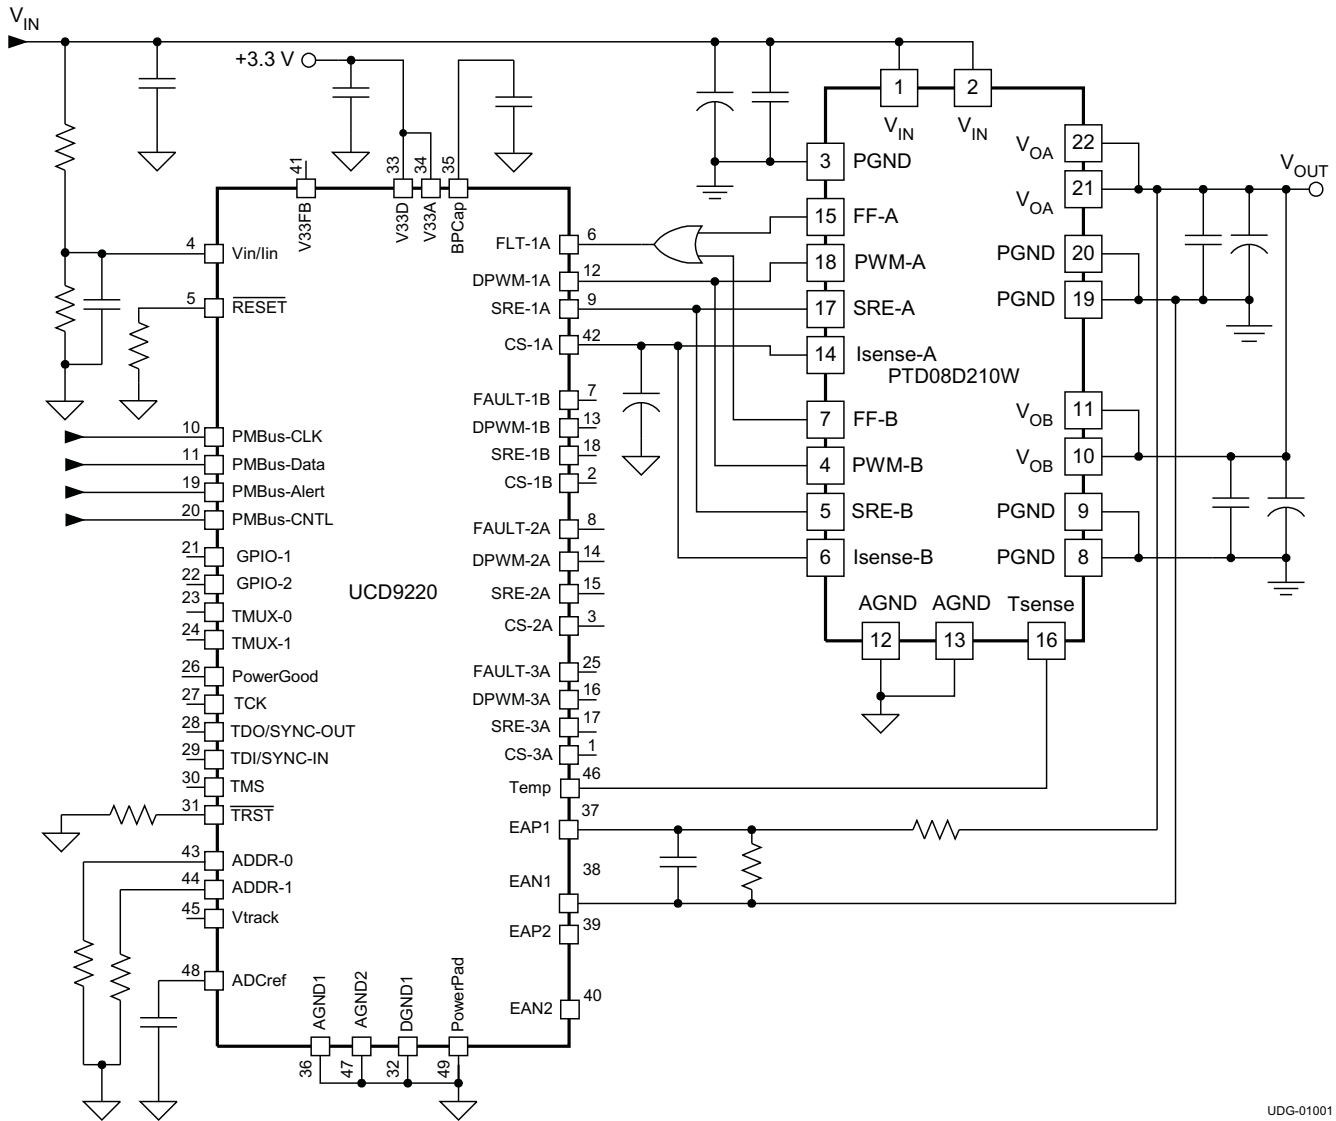 V_IN
+3.3 V
41
33
34
35
V33FB
V33D
V33A
BPCap
4 Vin/Iin
5 RESET
10 PMBus-CLK
11 PMBus-Data
19 PMBus-Alert
20 PMBus-CNTL
21 GPIO-1
22 GPIO-2
23 TMUX-0
24 TMUX-1
26 PowerGood
27 TCK
28 TDO/SYNC-OUT
29 TDI/SYNC-IN
30 TMS
31 TRST
43 ADDR-0
44 ADDR-1
45 Vtrack
48 ADCref
UCD9220
FLT-1A 6
DPWM-1A 12
SRE-1A 9
CS-1A 42
FAULT-1B 7
DPWM-1B 13
SRE-1B 18
CS-1B 2
FAULT-2A 8
DPWM-2A 14
SRE-2A 15
CS-2A 3
FAULT-3A 25
DPWM-3A 16
SRE-3A 17
CS-3A 1
Temp 46
EAP1 37
EAN1 38
EAP2 39
EAN2 40
AGND1
AGND2
DGND1
PowerPad
36
47
32
49
1
2
V_IN
V_IN
3 PGND
15 FF-A
18 PWM-A
17 SRE-A
14 Isense-A
PTD08D210W
7 FF-B
4 PWM-B
5 SRE-B
6 Isense-B
V_OA 22
V_OA 21
PGND 20
PGND 19
V_OB 11
V_OB 10
PGND 9
PGND 8
AGND
AGND
Tsense
12
13
16
V_OUT
UDG-01001